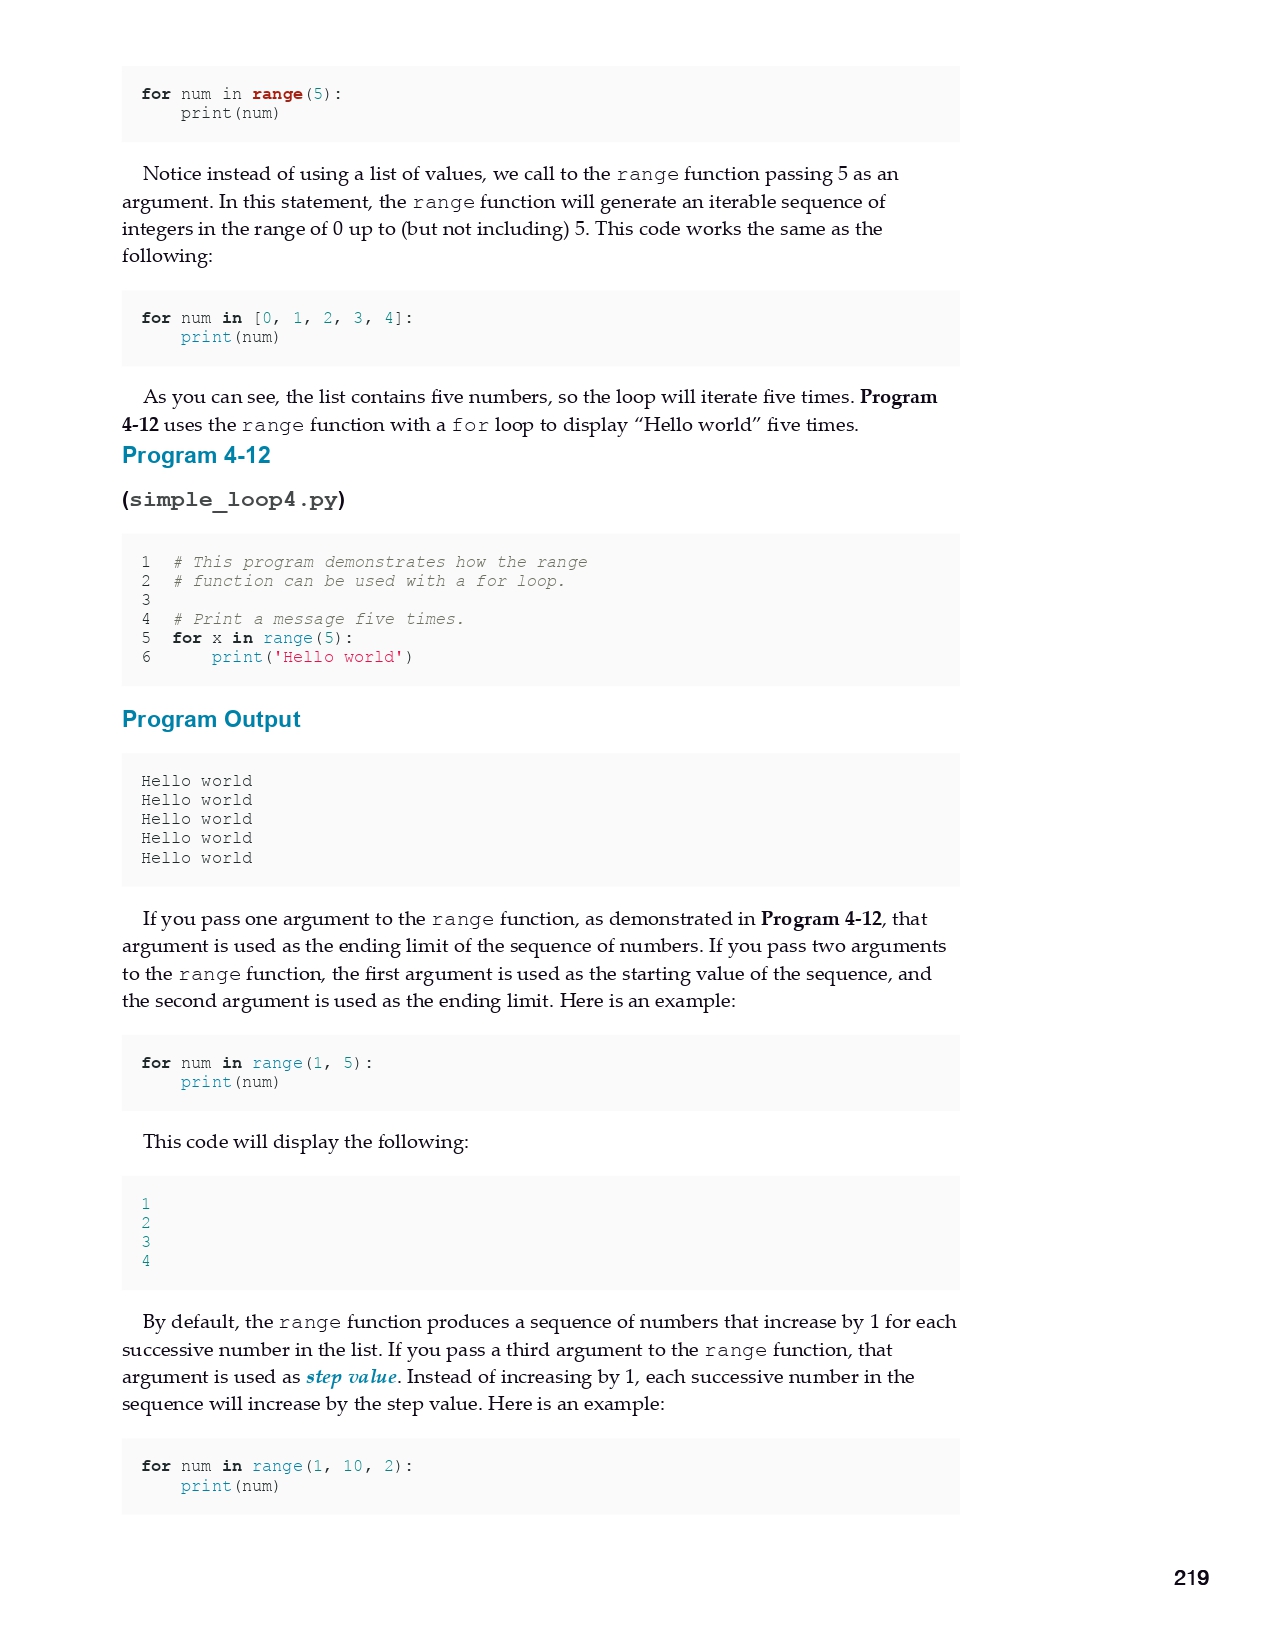 for num in range(5):
    print(num)
Notice instead of using a list of values, we call to the range function passing 5 as an
argument. In this statement, the range function will generate an iterable sequence of
integers in the range of 0 up to (but not including) 5. This code works the same as the
following:
for num in [0, 1, 2, 3, 4]:
    print(num)
As you can see, the list contains five numbers, so the loop will iterate five times. Program
4-12 uses the range function with a for loop to display “Hello world” five times.
Program 4-12
(simple_loop4.py)
1  # This program demonstrates how the range
2  # function can be used with a for loop.
3
4  # Print a message five times.
5  for x in range(5):
6      print('Hello world')
Program Output
Hello world
Hello world
Hello world
Hello world
Hello world
If you pass one argument to the range function, as demonstrated in Program 4-12, that
argument is used as the ending limit of the sequence of numbers. If you pass two arguments
to the range function, the first argument is used as the starting value of the sequence, and
the second argument is used as the ending limit. Here is an example:
for num in range(1, 5):
    print(num)
This code will display the following:
1
2
3
4
By default, the range function produces a sequence of numbers that increase by 1 for each
successive number in the list. If you pass a third argument to the range function, that
argument is used as step value. Instead of increasing by 1, each successive number in the
sequence will increase by the step value. Here is an example:
for num in range(1, 10, 2):
    print(num)
219